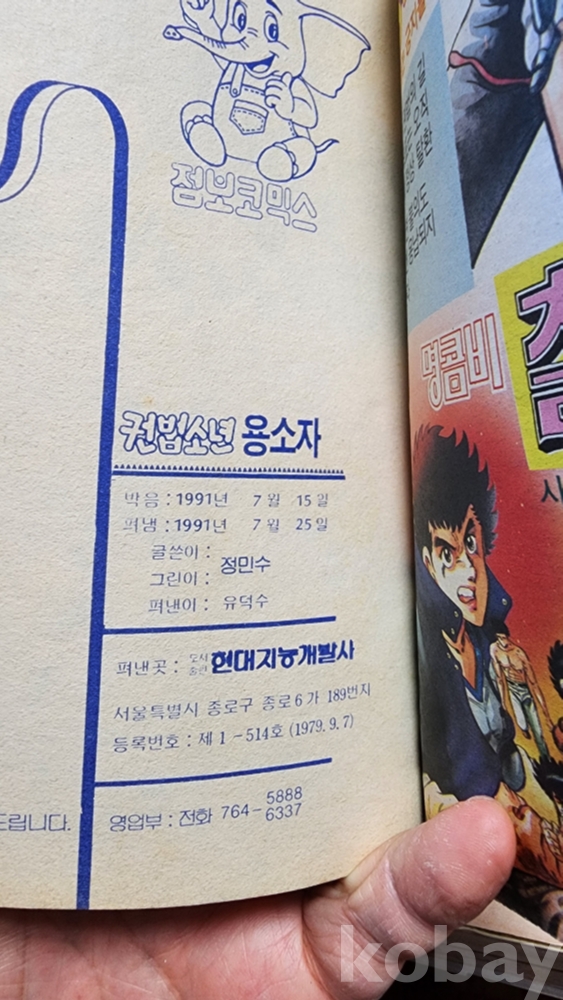 점보코믹스
권법소년 용소자
박음 : 1991년 7월 15일
펴냄 : 1991년 7월 25일
글쓴이 :
그린이 : 정민수
펴낸이 : 유덕수
펴낸곳 : 도서출판 현대지능개발사
서울특별시 종로구 종로6가 189번지
등록번호 : 제 1-514호 (1979. 9. 7)
드립니다.
영업부 : 전화 764-5888
6337
명콤비
kobay